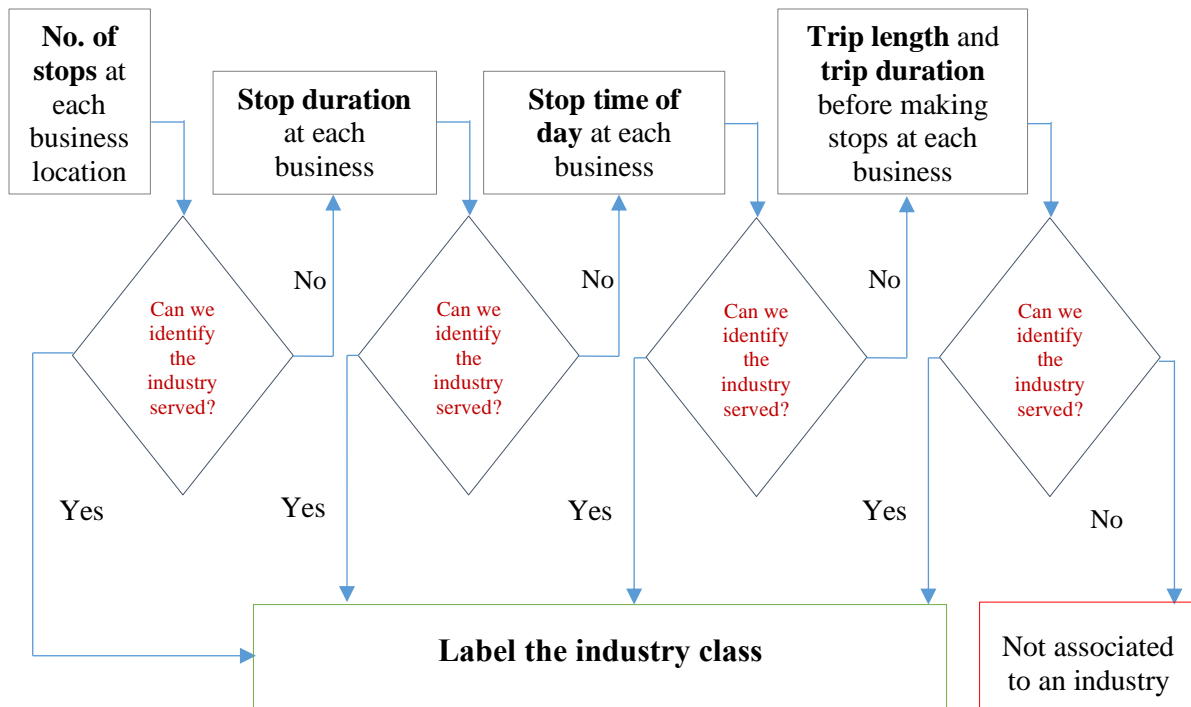 No. of
stops at
each
business
location
Stop duration
at each
business
Stop time of
day at each
business
Trip length and
trip duration
before making
stops at each
business
No
No
No
Can we
identify
the
industry
served?
Can we
identify
the
industry
served?
Can we
identify
the
industry
served?
Can we
identify
the
industry
served?
Yes
Yes
Yes
Yes
No
Label the industry class
Not associated
to an industry